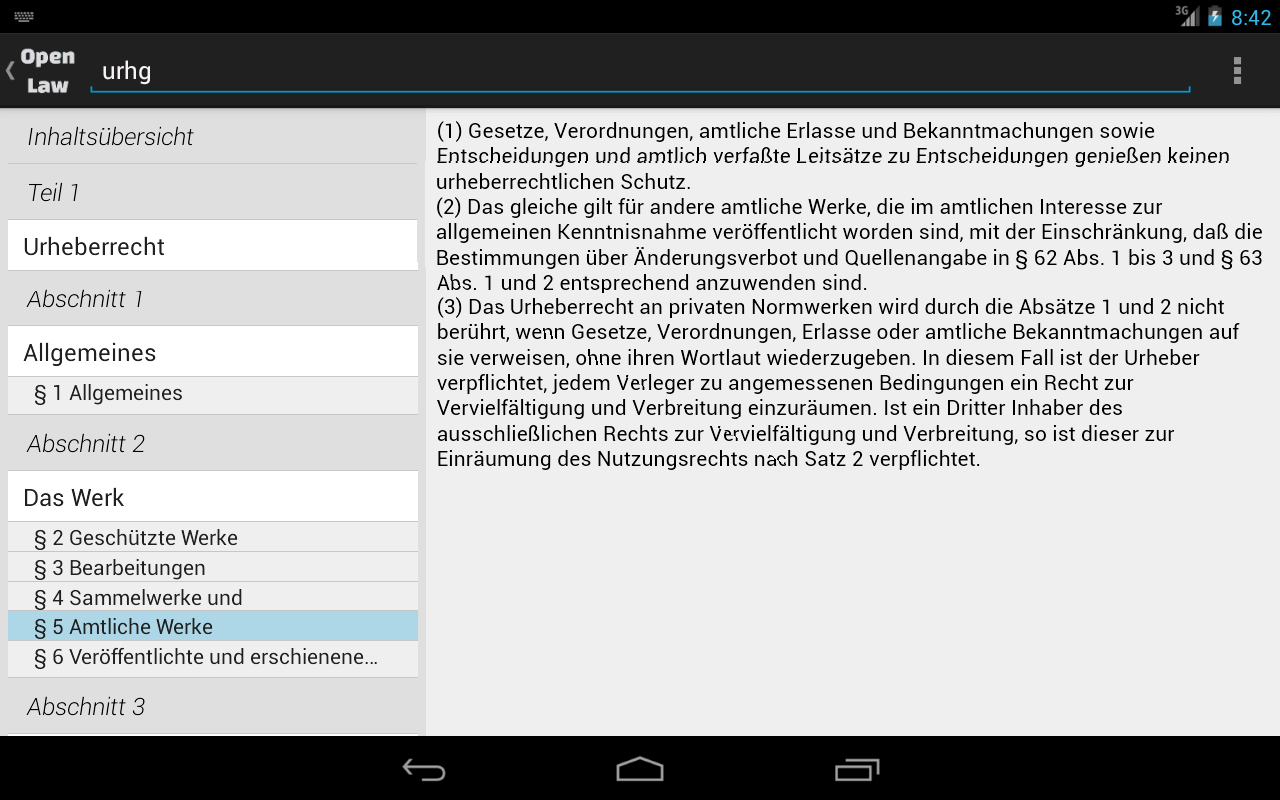 3G
8:42
Open
Law
urhg
Inhaltsübersicht
Teil 1
Urheberrecht
Abschnitt 1
Allgemeines
§ 1 Allgemeines
Abschnitt 2
Das Werk
§ 2 Geschützte Werke
§ 3 Bearbeitungen
§ 4 Sammelwerke und
§ 5 Amtliche Werke
§ 6 Veröffentlichte und erschienene...
Abschnitt 3
(1) Gesetze, Verordnungen, amtliche Erlasse und Bekanntmachungen sowie
Entscheidungen und amtlich verfaßte Leitsätze zu Entscheidungen genießen keinen
urheberrechtlichen Schutz.
(2) Das gleiche gilt für andere amtliche Werke, die im amtlichen Interesse zur
allgemeinen Kenntnisnahme veröffentlicht worden sind, mit der Einschränkung, daß die
Bestimmungen über Änderungsverbot und Quellenangabe in § 62 Abs. 1 bis 3 und § 63
Abs. 1 und 2 entsprechend anzuwenden sind.
(3) Das Urheberrecht an privaten Normwerken wird durch die Absätze 1 und 2 nicht
berührt, wenn Gesetze, Verordnungen, Erlasse oder amtliche Bekanntmachungen auf
sie verweisen, ohne ihren Wortlaut wiederzugeben. In diesem Fall ist der Urheber
verpflichtet, jedem Verleger zu angemessenen Bedingungen ein Recht zur
Vervielfältigung und Verbreitung einzuräumen. Ist ein Dritter Inhaber des
ausschließlichen Rechts zur Vervielfältigung und Verbreitung, so ist dieser zur
Einräumung des Nutzungsrechts nach Satz 2 verpflichtet.